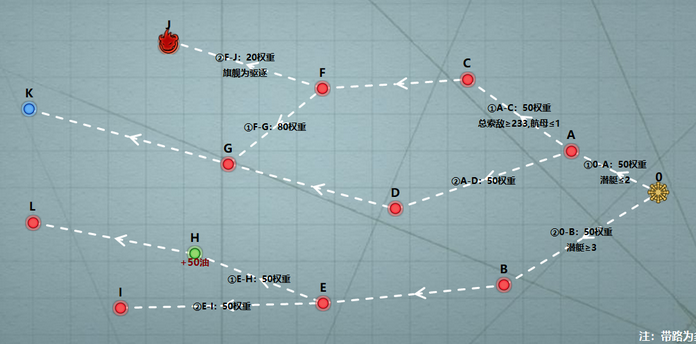 J
②F-J：20权重
旗舰为驱逐
F
C
K
①A-C：50权重
总索敌≥233,航母≤1
①F-G：80权重
A
0
①0-A：50权重
潜艇≤2
G
②A-D：50权重
D
L
②0-B：50权重
潜艇≥3
H
+50油
①E-H：50权重
B
E
I
②E-I：50权重
注：带路为